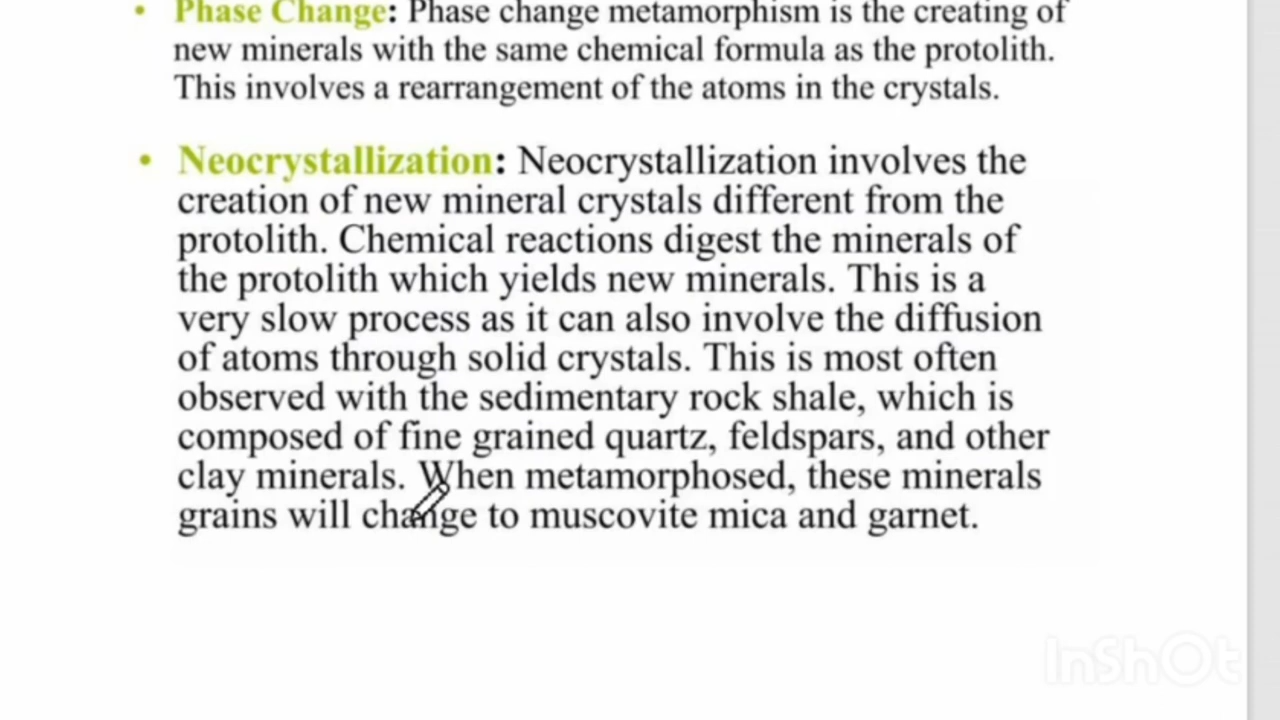 • Phase Change: Phase change metamorphism is the creating of
new minerals with the same chemical formula as the protolith.
This involves a rearrangement of the atoms in the crystals.
• Neocrystallization: Neocrystallization involves the
creation of new mineral crystals different from the
protolith. Chemical reactions digest the minerals of
the protolith which yields new minerals. This is a
very slow process as it can also involve the diffusion
of atoms through solid crystals. This is most often
observed with the sedimentary rock shale, which is
composed of fine grained quartz, feldspars, and other
clay minerals. When metamorphosed, these minerals
grains will change to muscovite mica and garnet.
InShOt